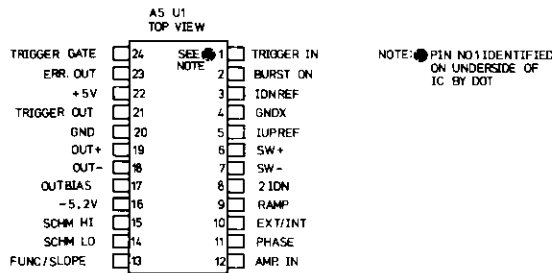 A5 U1
TOP VIEW
TRIGGER GATE 24 SEE 1 TRIGGER IN
NOTE
ERR. OUT 23 2 BURST ON
+5V 22 3 IDNREF
TRIGGER OUT 21 4 GNDX
GND 20 5 IUPREF
OUT+ 19 6 SW+
OUT- 18 7 SW-
OUTBIAS 17 8 2IDN
-5.2V 16 9 RAMP
SCHM HI 15 10 EXT/INT
SCHM LO 14 11 PHASE
FUNC/SLOPE 13 12 AMP. IN
NOTE: PIN NO1 IDENTIFIED
ON UNDERSIDE OF
IC BY DOT